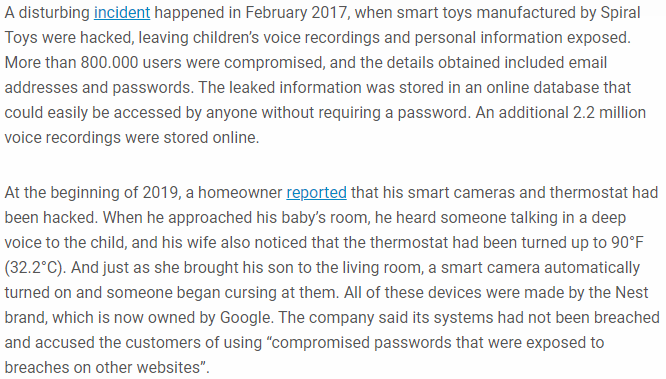 A disturbing incident happened in February 2017, when smart toys manufactured by Spiral
Toys were hacked, leaving children’s voice recordings and personal information exposed.
More than 800.000 users were compromised, and the details obtained included email
addresses and passwords. The leaked information was stored in an online database that
could easily be accessed by anyone without requiring a password. An additional 2.2 million
voice recordings were stored online.
At the beginning of 2019, a homeowner reported that his smart cameras and thermostat had
been hacked. When he approached his baby’s room, he heard someone talking in a deep
voice to the child, and his wife also noticed that the thermostat had been turned up to 90°F
(32.2°C). And just as she brought his son to the living room, a smart camera automatically
turned on and someone began cursing at them. All of these devices were made by the Nest
brand, which is now owned by Google. The company said its systems had not been breached
and accused the customers of using “compromised passwords that were exposed to
breaches on other websites”.